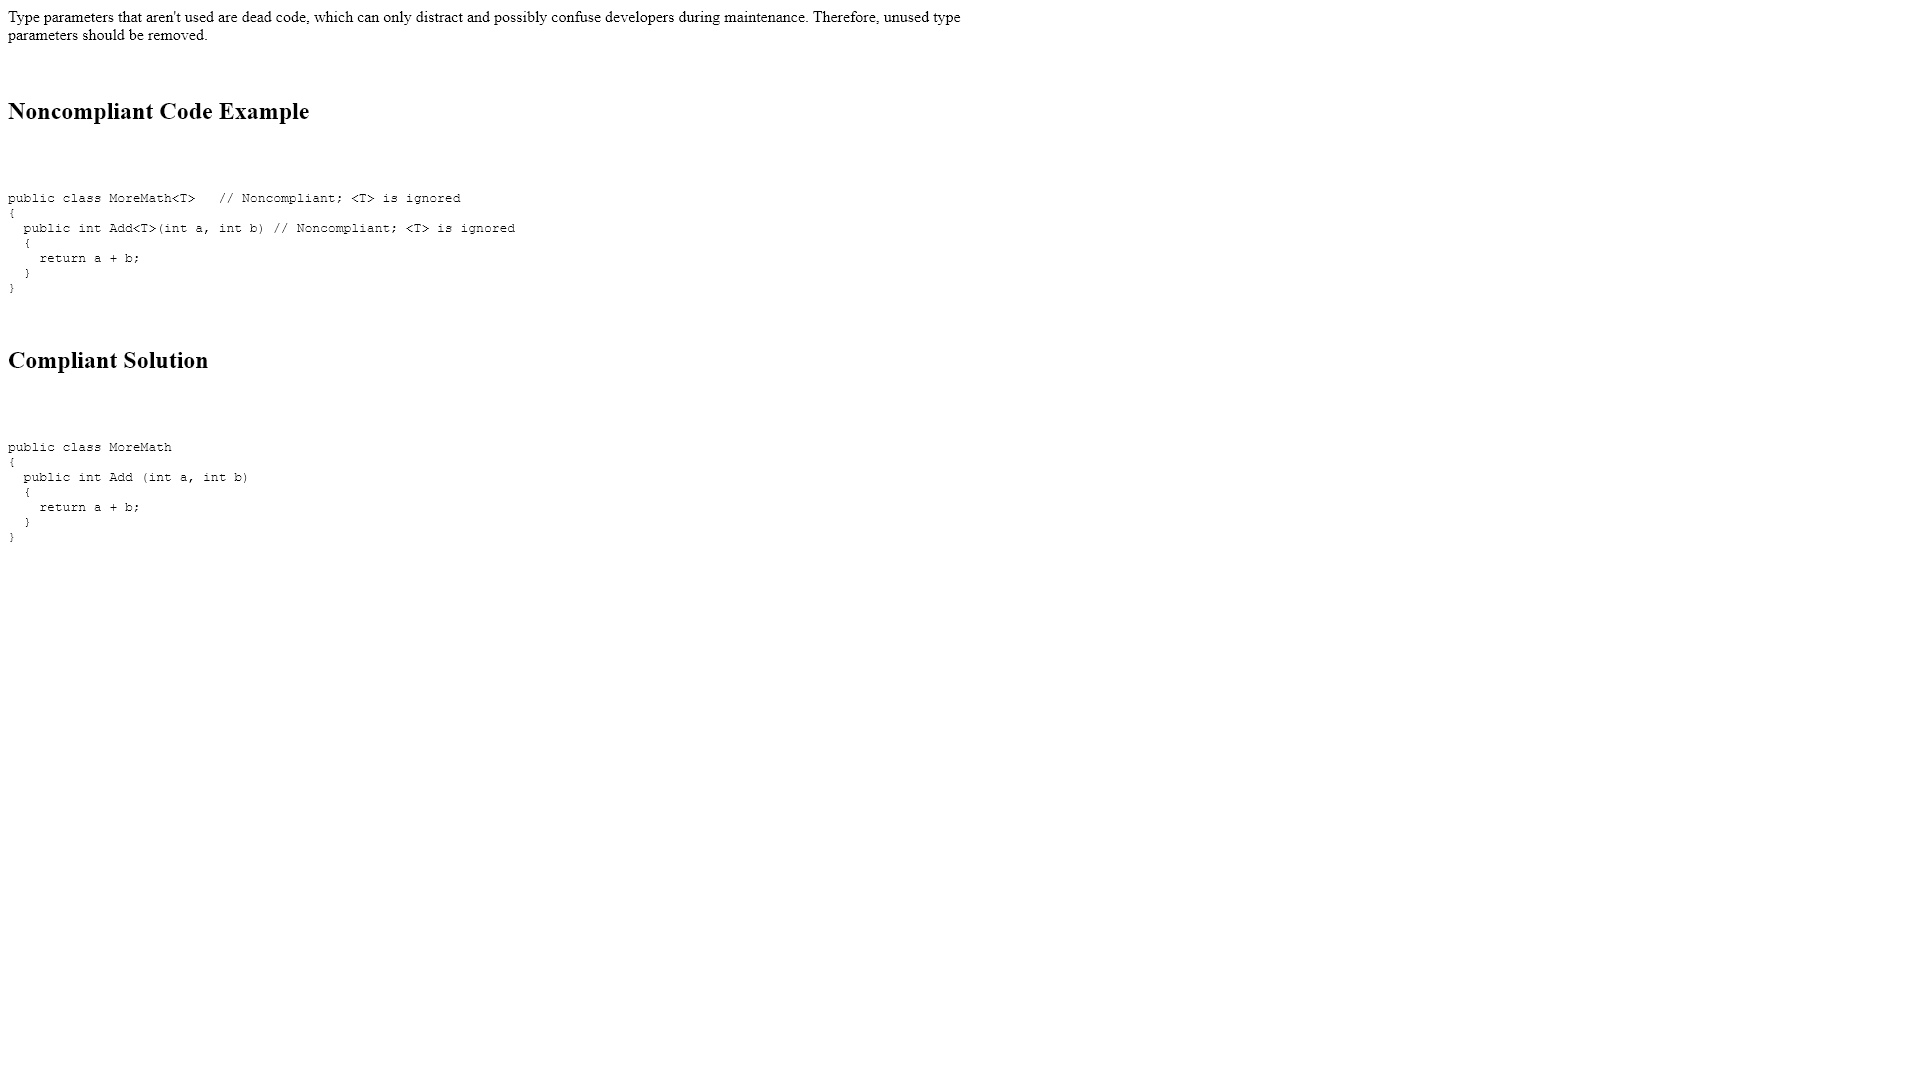 Type parameters that aren't used are dead code, which can only distract and possibly confuse developers during maintenance. Therefore, unused type
parameters should be removed.
Noncompliant Code Example
public class MoreMath<T>   // Noncompliant; <T> is ignored
{
  public int Add<T>(int a, int b) // Noncompliant; <T> is ignored
  {
    return a + b;
  }
}
Compliant Solution
public class MoreMath
{
  public int Add (int a, int b)
  {
    return a + b;
  }
}